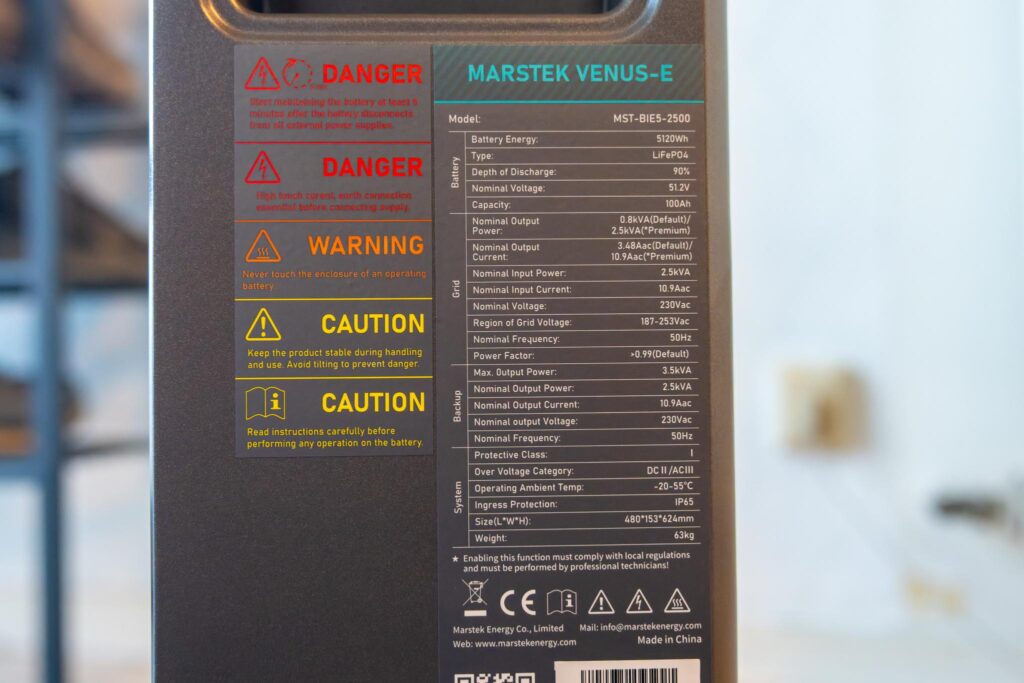 DANGER
Start maintaining the battery at least 5
minutes after the battery disconnects
from all external power supplies.
DANGER
High touch current, earth connection
essential before connecting supply.
WARNING
Never touch the enclosure of an operating
battery.
CAUTION
Keep the product stable during handling
and use. Avoid tilting to prevent danger.
CAUTION
Read instructions carefully before
performing any operation on the battery.
MARSTEK VENUS-E
Model: MST-BIE5-2500
Battery
Battery Energy: 5120Wh
Type: LiFePO4
Depth of Discharge: 90%
Nominal Voltage: 51.2V
Capacity: 100Ah
Grid
Nominal Output Power: 0.8kVA(Default)/
2.5kVA(*Premium)
Nominal Output Current: 3.48Aac(Default)/
10.9Aac(*Premium)
Nominal Input Power: 2.5kVA
Nominal Input Current: 10.9Aac
Nominal Voltage: 230Vac
Region of Grid Voltage: 187-253Vac
Nominal Frequency: 50Hz
Power Factor: >0.99(Default)
Backup
Max. Output Power: 3.5kVA
Nominal Output Power: 2.5kVA
Nominal Output Current: 10.9Aac
Nominal output Voltage: 230Vac
Nominal Frequency: 50Hz
System
Protective Class: I
Over Voltage Category: DC II /AC III
Operating Ambient Temp: -20-55℃
Ingress Protection: IP65
Size(L*W*H): 480*153*624mm
Weight: 63kg
* Enabling this function must comply with local regulations
and must be performed by professional technicians!
CE
Marstek Energy Co., Limited Mail: info@marstekenergy.com
Web: www.marstekenergy.com Made in China